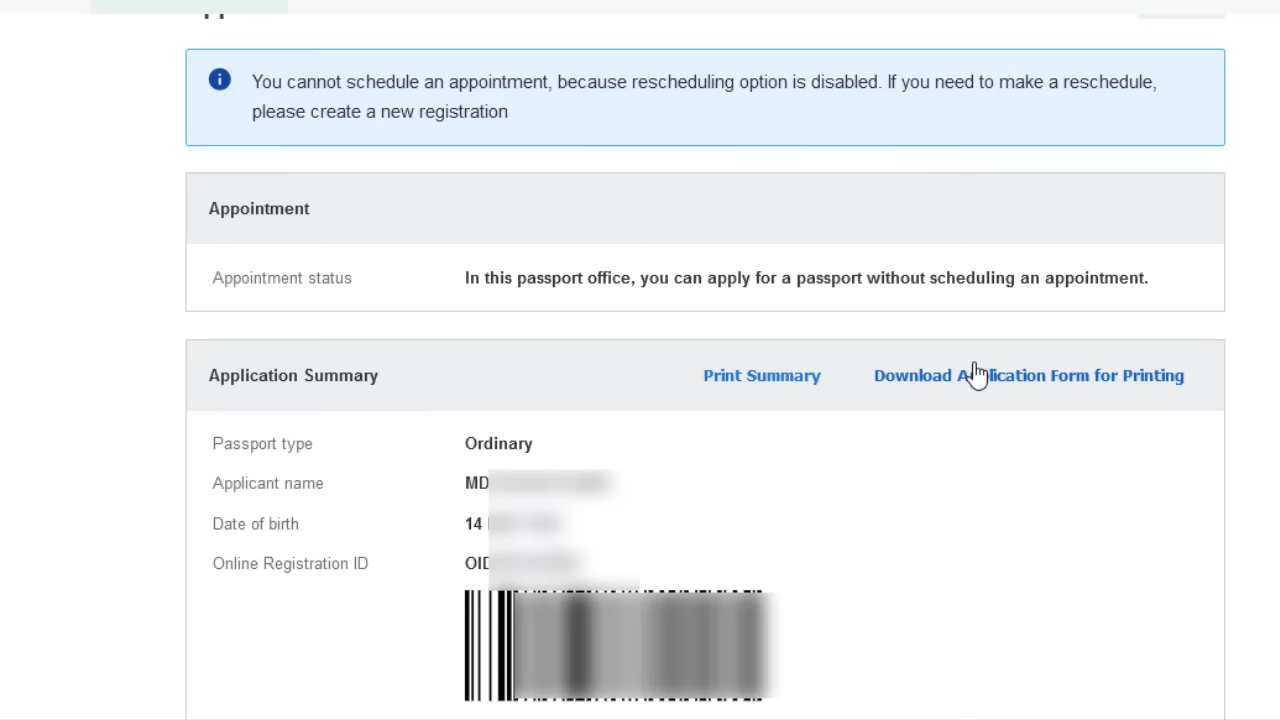 You cannot schedule an appointment, because rescheduling option is disabled. If you need to make a reschedule,
please create a new registration
Appointment
Appointment status In this passport office, you can apply for a passport without scheduling an appointment.
Application Summary Print Summary Download Application Form for Printing
Passport type Ordinary
Applicant name MD
Date of birth 14
Online Registration ID OID